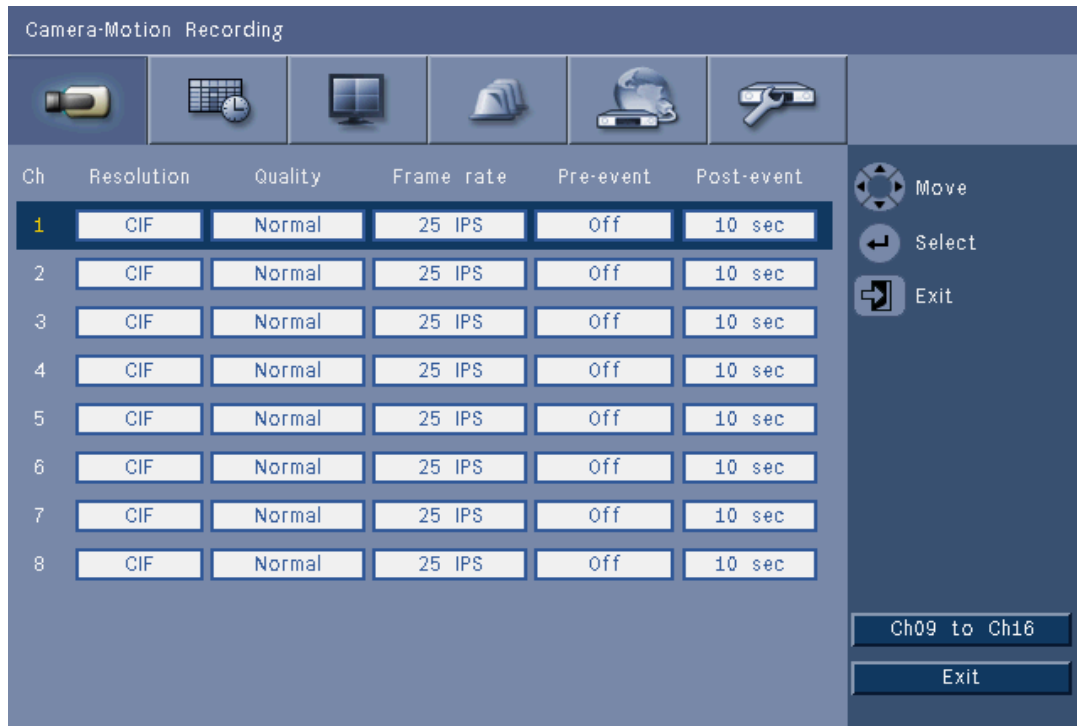 Camera-Motion Recording
Ch Resolution Quality Frame rate Pre-event Post-event
1 CIF Normal 25 IPS Off 10 sec
2 CIF Normal 25 IPS Off 10 sec
3 CIF Normal 25 IPS Off 10 sec
4 CIF Normal 25 IPS Off 10 sec
5 CIF Normal 25 IPS Off 10 sec
6 CIF Normal 25 IPS Off 10 sec
7 CIF Normal 25 IPS Off 10 sec
8 CIF Normal 25 IPS Off 10 sec
Move
Select
Exit
Ch09 to Ch16
Exit